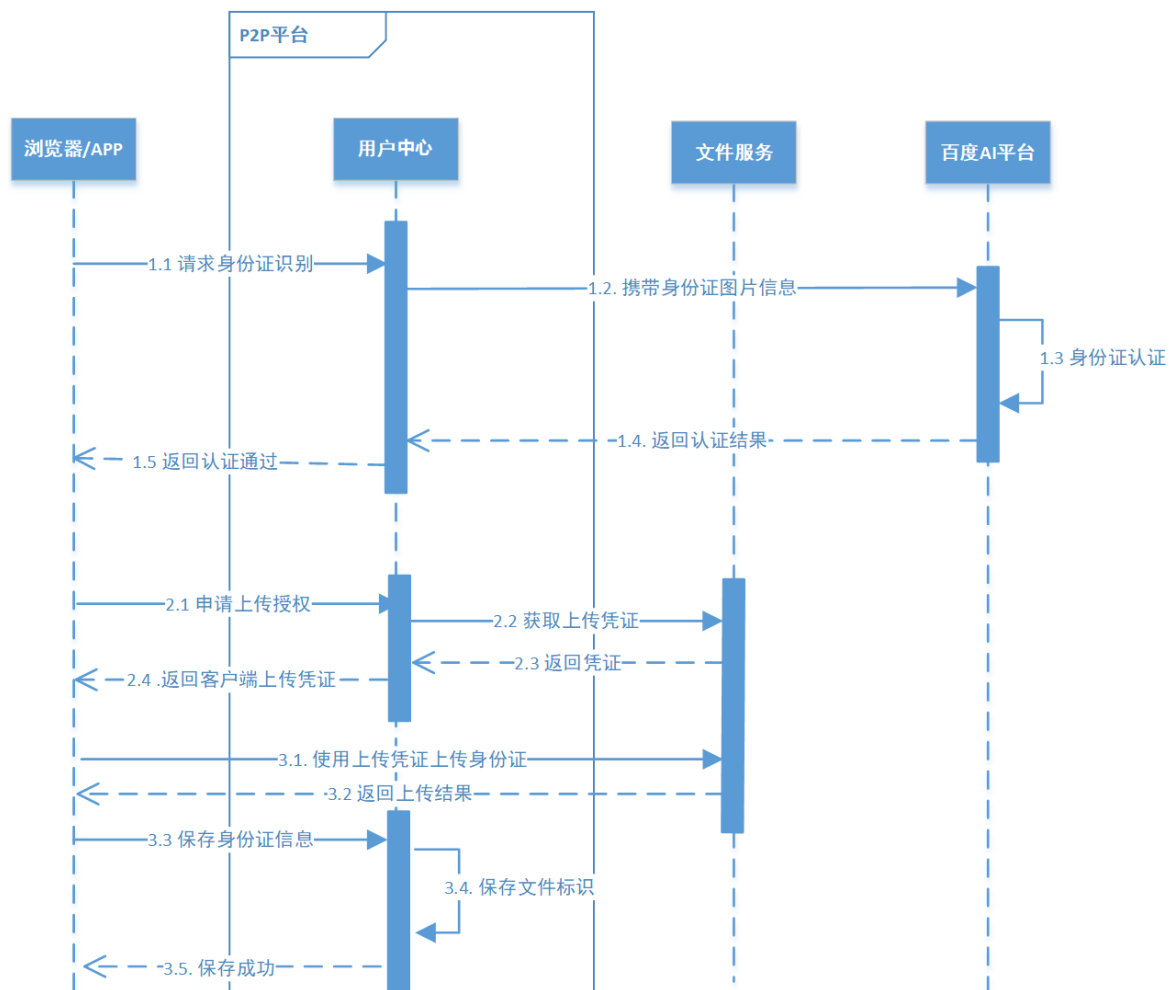 P2P平台
浏览器/APP
用户中心
文件服务
百度AI平台
1.1 请求身份证识别
1.2. 携带身份证图片信息
1.3 身份证认证
1.4. 返回认证结果
1.5 返回认证通过
2.1 申请上传授权
2.2 获取上传凭证
2.3 返回凭证
2.4 .返回客户端上传凭证
3.1. 使用上传凭证上传身份证
3.2 返回上传结果
3.3 保存身份证信息
3.4. 保存文件标识
3.5. 保存成功